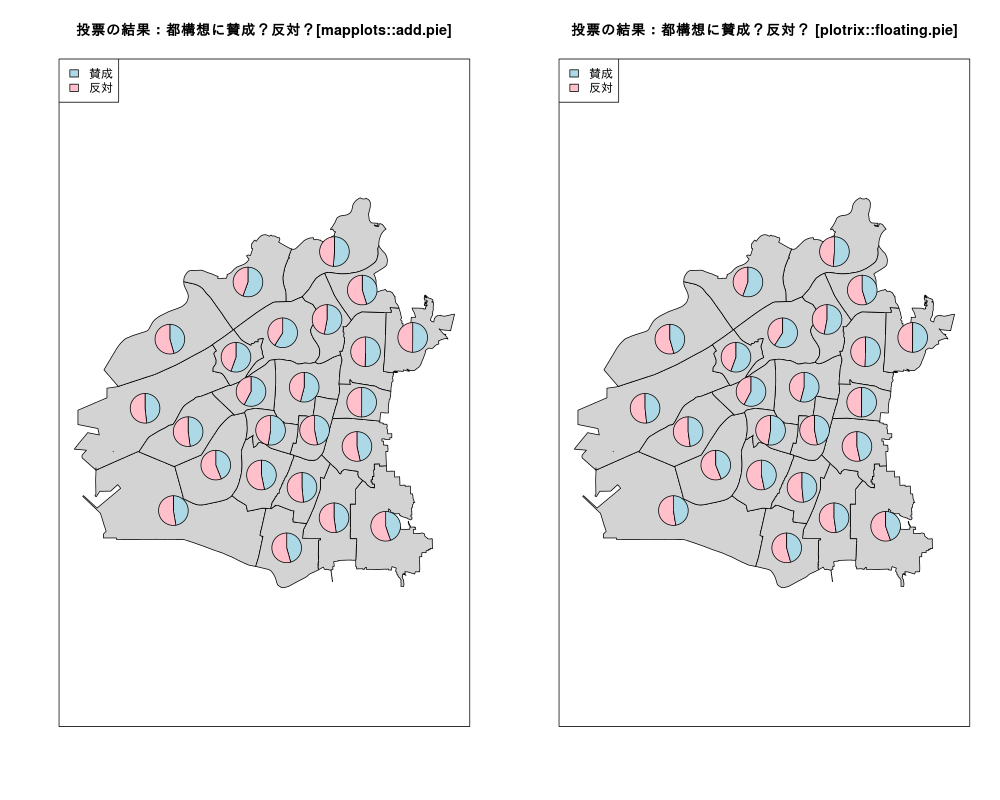 投票の結果：都構想に賛成？反対？[mapplots::add.pie]
賛成
反対
投票の結果：都構想に賛成？反対？ [plotrix::floating.pie]
賛成
反対